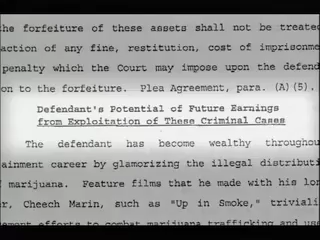 the forfeiture of these assets shall not be treated
action of any fine, restitution, cost of imprisonme
penalty which the Court may impose upon the defend
on to the forfeiture. Plea Agreement, para. (A)(5).
Defendant's Potential of Future Earnings
from Exploitation of These Criminal Cases
The defendant has become wealthy throughou
ainment career by glamorizing the illegal distributi
marijuana. Feature films that he made with his lon
r, Cheech Marin, such as "Up in Smoke," triviali
ement efforts to combat marijuana trafficking and use